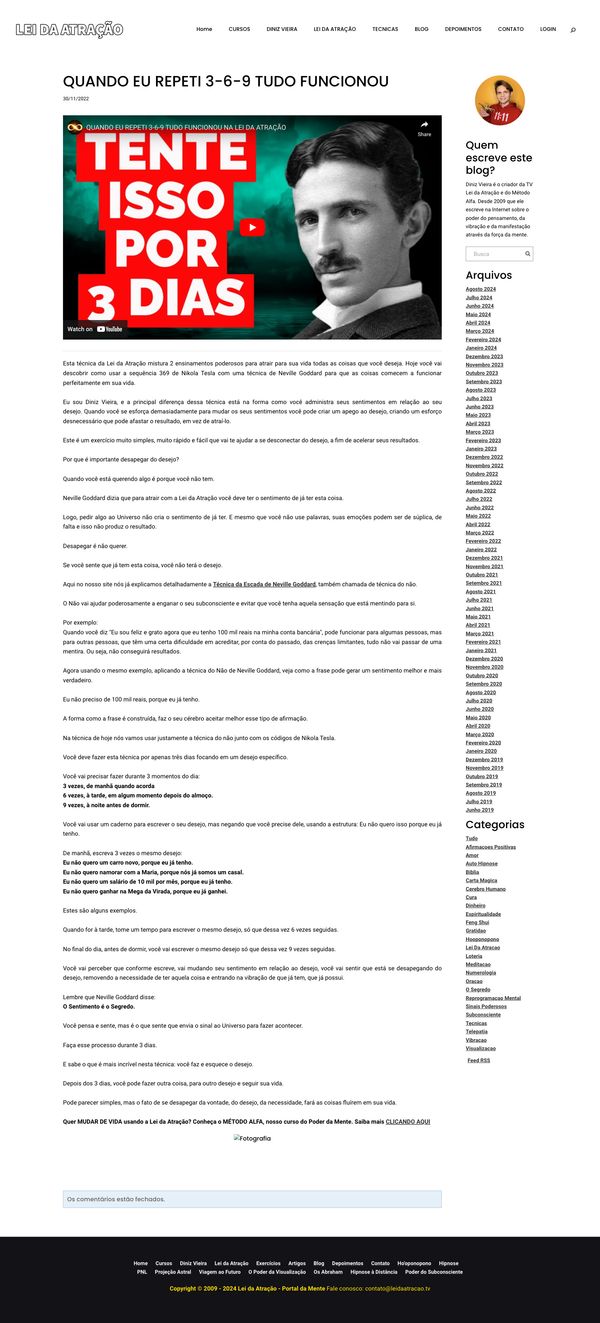 LEI DA ATRAÇÃO
Home CURSOS DINIZ VIEIRA LEI DA ATRAÇÃO TECNICAS BLOG DEPOIMENTOS CONTATO LOGIN
QUANDO EU REPETI 3-6-9 TUDO FUNCIONOU
30/11/2022
QUANDO EU REPETI 3-6-9 TUDO FUNCIONOU NA LEI DA ATRAÇÃO
Share
TENTE
ISSO
POR
3 DIAS
Watch on YouTube
Esta técnica da Lei da Atração mistura 2 ensinamentos poderosos para atrair para sua vida todas as coisas que você deseja. Hoje você vai
descobrir como usar a sequência 369 de Nikola Tesla com uma técnica de Neville Goddard para que as coisas comecem a funcionar
perfeitamente em sua vida.
Eu sou Diniz Vieira, e a principal diferença dessa técnica está na forma como você administra seus sentimentos em relação ao seu
desejo. Quando você se esforça demasiadamente para mudar os seus sentimentos você pode criar um apego ao desejo, criando um esforço
desnecessário que pode afastar o resultado, em vez de atraí-lo.
Este é um exercício muito simples, muito rápido e fácil que vai te ajudar a se desconectar do desejo, a fim de acelerar seus resultados.
Por que é importante desapegar do desejo?
Quando você está querendo algo é porque você não tem.
Neville Goddard dizia que para atrair com a Lei da Atração você deve ter o sentimento de já ter esta coisa.
Logo, pedir algo ao Universo não cria o sentimento de já ter. E mesmo que você não use palavras, suas emoções podem ser de súplica, de
falta e isso não produz o resultado.
Desapegar é não querer.
Se você sente que já tem esta coisa, você não terá o desejo.
Aqui no nosso site nós já explicamos detalhadamente a Técnica da Escada de Neville Goddard, também chamada de técnica do não.
O Não vai ajudar poderosamente a enganar o seu subconsciente e evitar que você tenha aquela sensação que está mentindo para si.
Por exemplo:
Quando você diz "Eu sou feliz e grato agora que eu tenho 100 mil reais na minha conta bancária", pode funcionar para algumas pessoas, mas
para outras pessoas, que têm uma certa dificuldade em acreditar, por conta do passado, das crenças limitantes, tudo não vai passar de uma
mentira. Ou seja, não conseguirá resultados.
Agora usando o mesmo exemplo, aplicando a técnica do Não de Neville Goddard, veja como a frase pode gerar um sentimento melhor e mais
verdadeiro.
Eu não preciso de 100 mil reais, porque eu já tenho.
A forma como a frase é construída, faz o seu cérebro aceitar melhor esse tipo de afirmação.
Na técnica de hoje nós vamos usar justamente a técnica do não junto com os códigos de Nikola Tesla.
Você deve fazer esta técnica por apenas três dias focando em um desejo específico.
Você vai precisar fazer durante 3 momentos do dia:
3 vezes, de manhã quando acorda
6 vezes, à tarde, em algum momento depois do almoço.
9 vezes, à noite antes de dormir.
Você vai usar um caderno para escrever o seu desejo, mas negando que você precise dele, usando a estrutura: Eu não quero isso porque eu já
tenho.
De manhã, escreva 3 vezes o mesmo desejo:
Eu não quero um carro novo, porque eu já tenho.
Eu não quero namorar com a Maria, porque nós já somos um casal.
Eu não quero um salário de 10 mil por mês, porque eu já tenho.
Eu não quero ganhar na Mega da Virada, porque eu já ganhei.
Estes são alguns exemplos.
Quando for à tarde, tome um tempo para escrever o mesmo desejo, só que dessa vez 6 vezes seguidas.
No final do dia, antes de dormir, você vai escrever o mesmo desejo só que dessa vez 9 vezes seguidas.
Você vai perceber que conforme escreve, vai mudando seu sentimento em relação ao desejo, você vai sentir que está se desapegando do
desejo, removendo a necessidade de ter aquela coisa e entrando na vibração de que já tem, que já possui.
Lembre que Neville Goddard disse:
O Sentimento é o Segredo.
Você pensa e sente, mas é o que sente que envia o sinal ao Universo para fazer acontecer.
Faça esse processo durante 3 dias.
E sabe o que é mais incrível nesta técnica: você faz e esquece o desejo.
Depois dos 3 dias, você pode fazer outra coisa, para outro desejo e seguir sua vida.
Pode parecer simples, mas o fato de se desapegar da vontade, do desejo, da necessidade, fará as coisas fluírem em sua vida.
Quer MUDAR DE VIDA usando a Lei da Atração? Conheça o MÉTODO ALFA, nosso curso do Poder da Mente. Saiba mais CLICANDO AQUI
Fotografia
Os comentários estão fechados.
11:11
Quem
escreve este
blog?
Diniz Vieira é o criador da TV
Lei da Atração e do Método
Alfa. Desde 2009 que ele
escreve na Internet sobre o
poder do pensamento, da
vibração e da manifestação
através da força da mente.
Busca
Arquivos
Agosto 2024
Julho 2024
Junho 2024
Maio 2024
Abril 2024
Março 2024
Fevereiro 2024
Janeiro 2024
Dezembro 2023
Novembro 2023
Outubro 2023
Setembro 2023
Agosto 2023
Julho 2023
Junho 2023
Maio 2023
Abril 2023
Março 2023
Fevereiro 2023
Janeiro 2023
Dezembro 2022
Novembro 2022
Outubro 2022
Setembro 2022
Agosto 2022
Julho 2022
Junho 2022
Maio 2022
Abril 2022
Março 2022
Fevereiro 2022
Janeiro 2022
Dezembro 2021
Novembro 2021
Outubro 2021
Setembro 2021
Agosto 2021
Julho 2021
Junho 2021
Maio 2021
Abril 2021
Março 2021
Fevereiro 2021
Janeiro 2021
Dezembro 2020
Novembro 2020
Outubro 2020
Setembro 2020
Agosto 2020
Julho 2020
Junho 2020
Maio 2020
Abril 2020
Março 2020
Fevereiro 2020
Janeiro 2020
Dezembro 2019
Novembro 2019
Outubro 2019
Setembro 2019
Agosto 2019
Julho 2019
Junho 2019
Categorias
Tudo
Afirmacoes Positivas
Amor
Auto Hipnose
Biblia
Carta Magica
Cerebro Humano
Cura
Dinheiro
Espiritualidade
Feng Shui
Gratidao
Hooponopono
Lei Da Atracao
Loteria
Meditacao
Numerologia
Oracao
O Segredo
Reprogramacao Mental
Sinais Poderosos
Subconsciente
Tecnicas
Telepatia
Vibracao
Visualizacao
Feed RSS
Home Cursos Diniz Vieira Lei da Atração Exercícios Artigos Blog Depoimentos Contato Ho'oponopono Hipnose
PNL Projeção Astral Viagem ao Futuro O Poder da Visualização Os Abraham Hipnose à Distância Poder do Subconsciente
Copyright © 2009 - 2024 Lei da Atração - Portal da Mente Fale conosco: contato@leidaatracao.tv